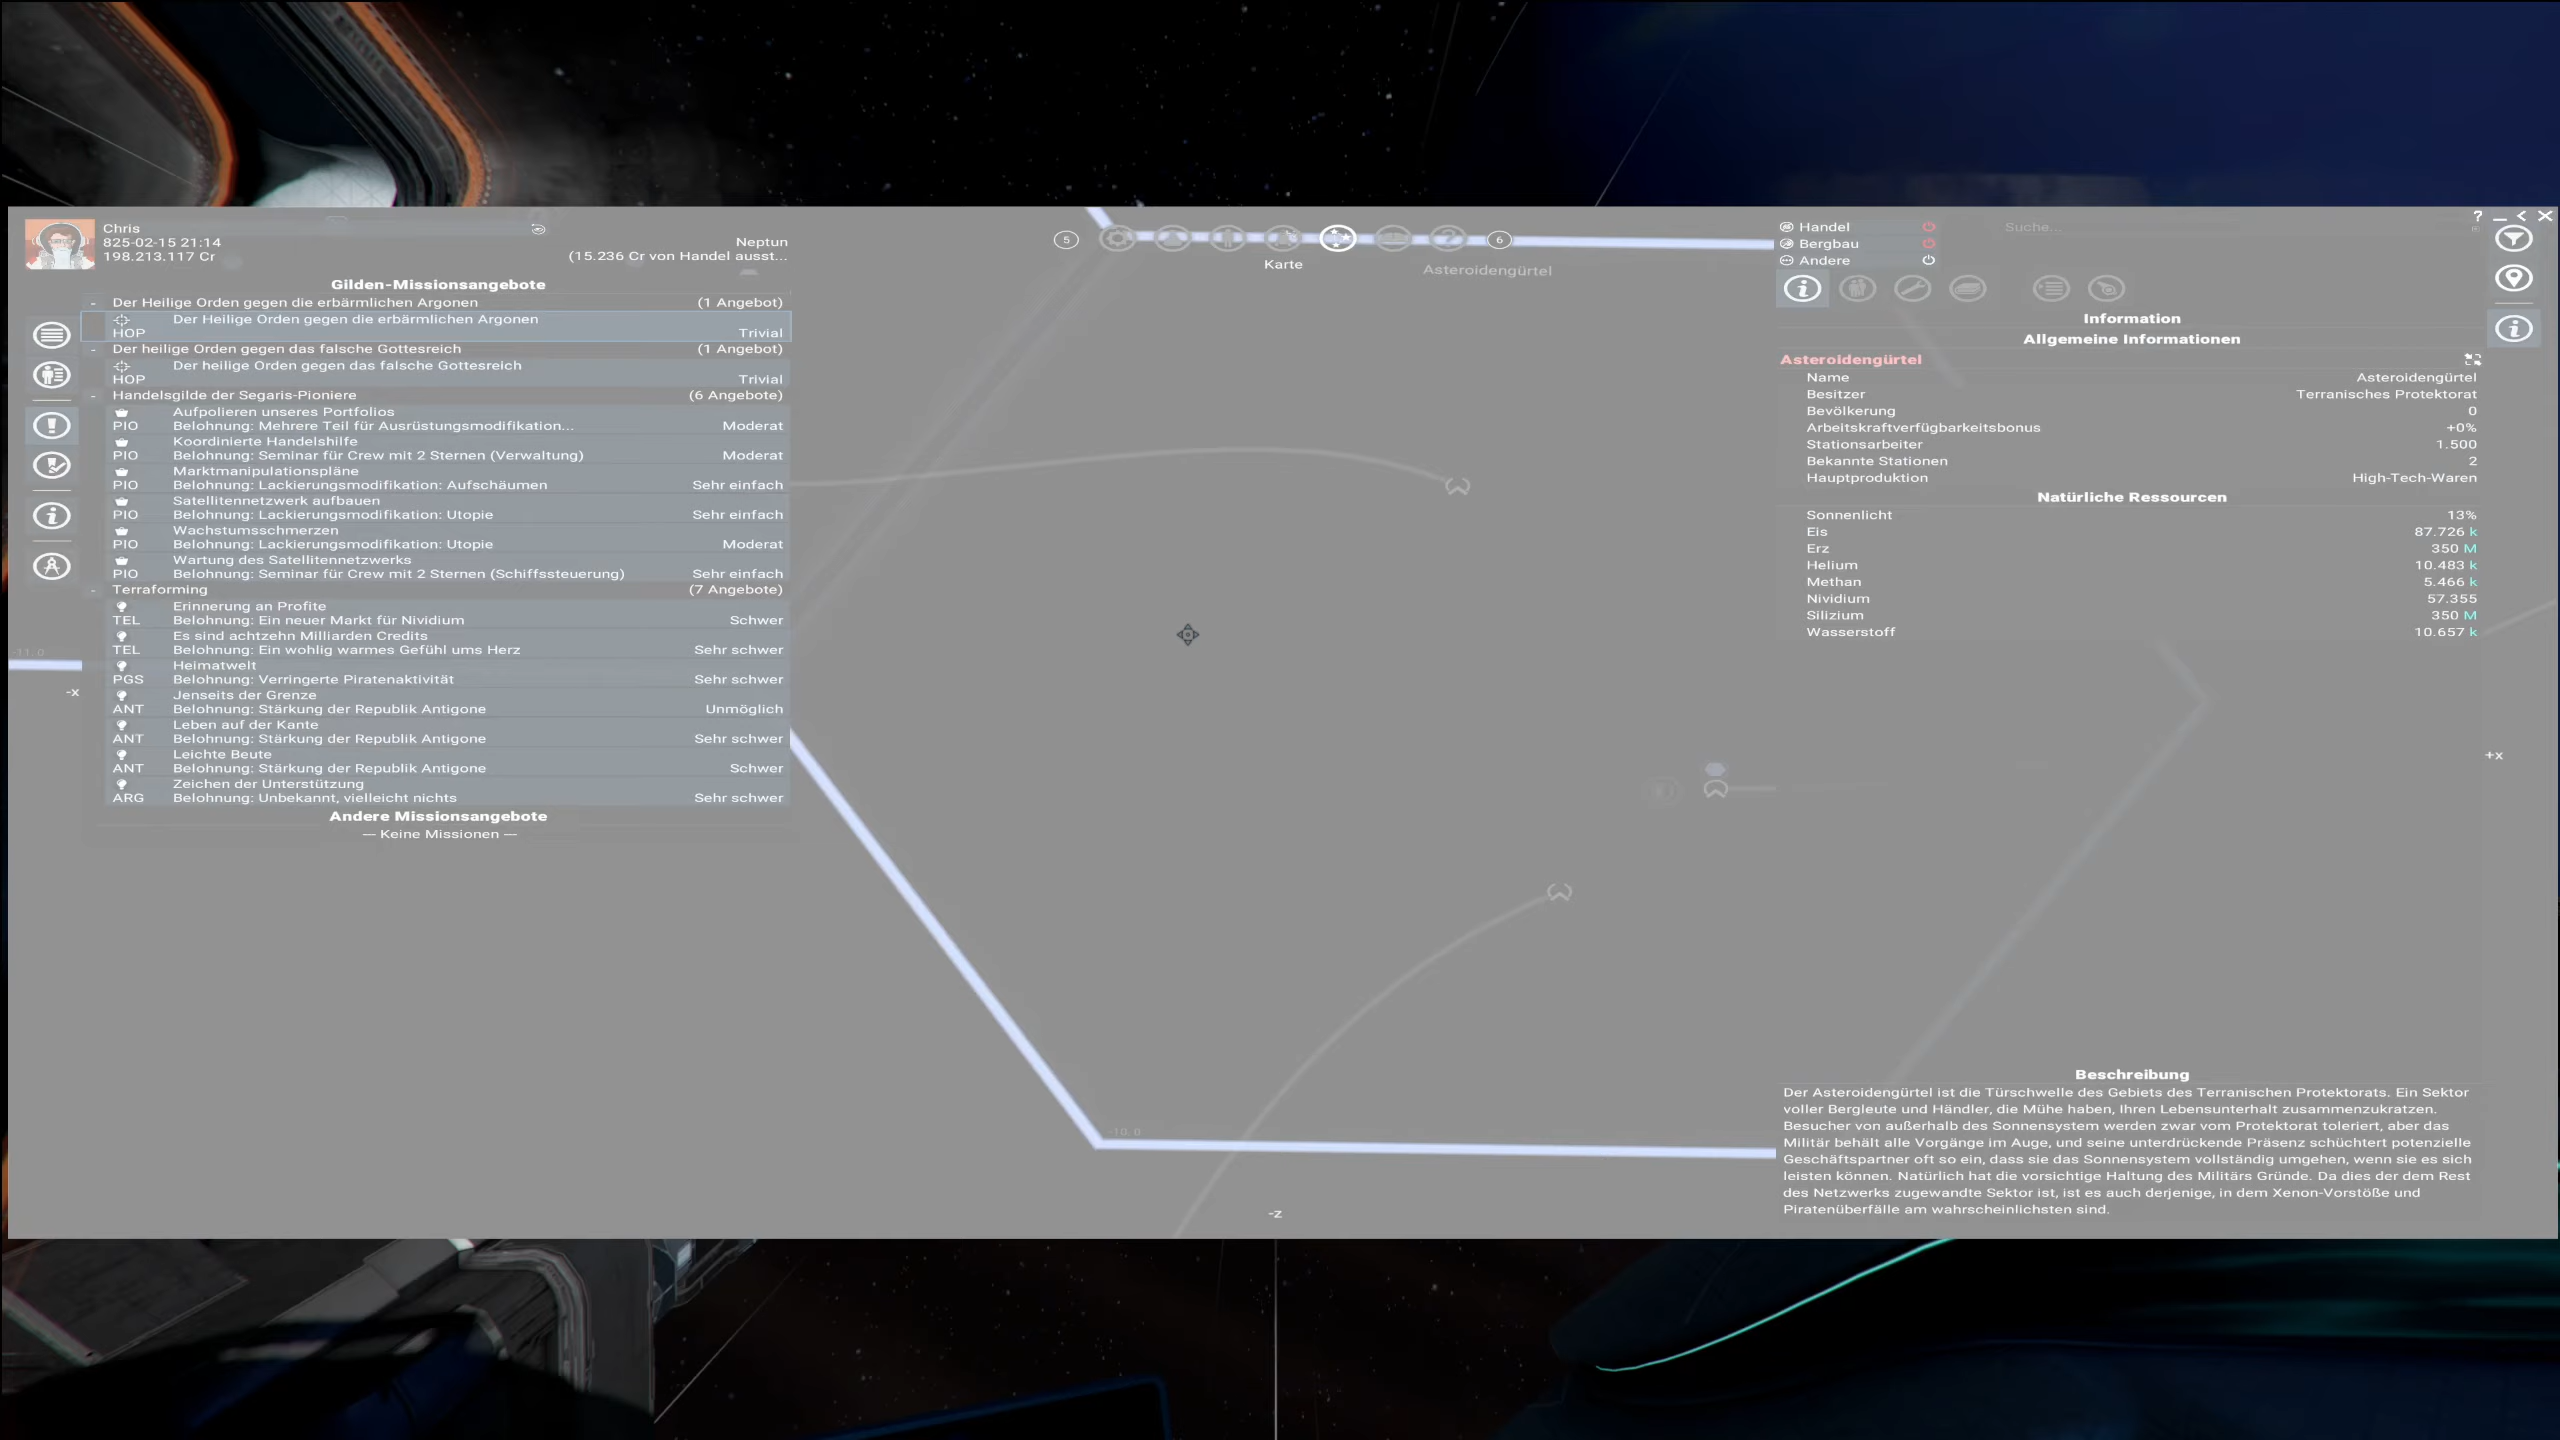 Chris
825-02-15 21:14
198.213.117 Cr
Neptun
(15.236 Cr von Handel ausst...
Gilden-Missionsangebote
- Der Heilige Orden gegen die erbärmlichen Argonen (1 Angebot)
Der Heilige Orden gegen die erbärmlichen Argonen
HOP Trivial
- Der heilige Orden gegen das falsche Gottesreich (1 Angebot)
Der heilige Orden gegen das falsche Gottesreich
HOP Trivial
- Handelsgilde der Segaris-Pioniere (6 Angebote)
Aufpolieren unseres Portfolios
PIO Belohnung: Mehrere Teil für Ausrüstungsmodifikation... Moderat
Koordinierte Handelshilfe
PIO Belohnung: Seminar für Crew mit 2 Sternen (Verwaltung) Moderat
Marktmanipulationspläne
PIO Belohnung: Lackierungsmodifikation: Aufschäumen Sehr einfach
Satellitennetzwerk aufbauen
PIO Belohnung: Lackierungsmodifikation: Utopie Sehr einfach
Wachstumsschmerzen
PIO Belohnung: Lackierungsmodifikation: Utopie Moderat
Wartung des Satellitennetzwerks
PIO Belohnung: Seminar für Crew mit 2 Sternen (Schiffssteuerung) Sehr einfach
- Terraforming (7 Angebote)
Erinnerung an Profite
TEL Belohnung: Ein neuer Markt für Nividium Schwer
Es sind achtzehn Milliarden Credits
TEL Belohnung: Ein wohlig warmes Gefühl ums Herz Sehr schwer
Heimatwelt
PGS Belohnung: Verringerte Piratenaktivität Sehr schwer
Jenseits der Grenze
ANT Belohnung: Stärkung der Republik Antigone Unmöglich
Leben auf der Kante
ANT Belohnung: Stärkung der Republik Antigone Sehr schwer
Leichte Beute
ANT Belohnung: Stärkung der Republik Antigone Schwer
Zeichen der Unterstützung
ARG Belohnung: Unbekannt, vielleicht nichts Sehr schwer
Andere Missionsangebote
— Keine Missionen —
-11.0
-x
5
6
Karte
Asteroidengürtel
-10.0
-z
+x
Handel
Bergbau
Andere
Suche...
? _ < X
Information
Allgemeine Informationen
Asteroidengürtel
Name Asteroidengürtel
Besitzer Terranisches Protektorat
Bevölkerung 0
Arbeitskraftverfügbarkeitsbonus +0%
Stationsarbeiter 1.500
Bekannte Stationen 2
Hauptproduktion High-Tech-Waren
Natürliche Ressourcen
Sonnenlicht 13%
Eis 87.726 k
Erz 350 M
Helium 10.483 k
Methan 5.466 k
Nividium 57.355
Silizium 350 M
Wasserstoff 10.657 k
Beschreibung
Der Asteroidengürtel ist die Türschwelle des Gebiets des Terranischen Protektorats. Ein Sektor
voller Bergleute und Händler, die Mühe haben, Ihren Lebensunterhalt zusammenzukratzen.
Besucher von außerhalb des Sonnensystem werden zwar vom Protektorat toleriert, aber das
Militär behält alle Vorgänge im Auge, und seine unterdrückende Präsenz schüchtert potenzielle
Geschäftspartner oft so ein, dass sie das Sonnensystem vollständig umgehen, wenn sie es sich
leisten können. Natürlich hat die vorsichtige Haltung des Militärs Gründe. Da dies der dem Rest
des Netzwerks zugewandte Sektor ist, ist es auch derjenige, in dem Xenon-Vorstöße und
Piratenüberfälle am wahrscheinlichsten sind.